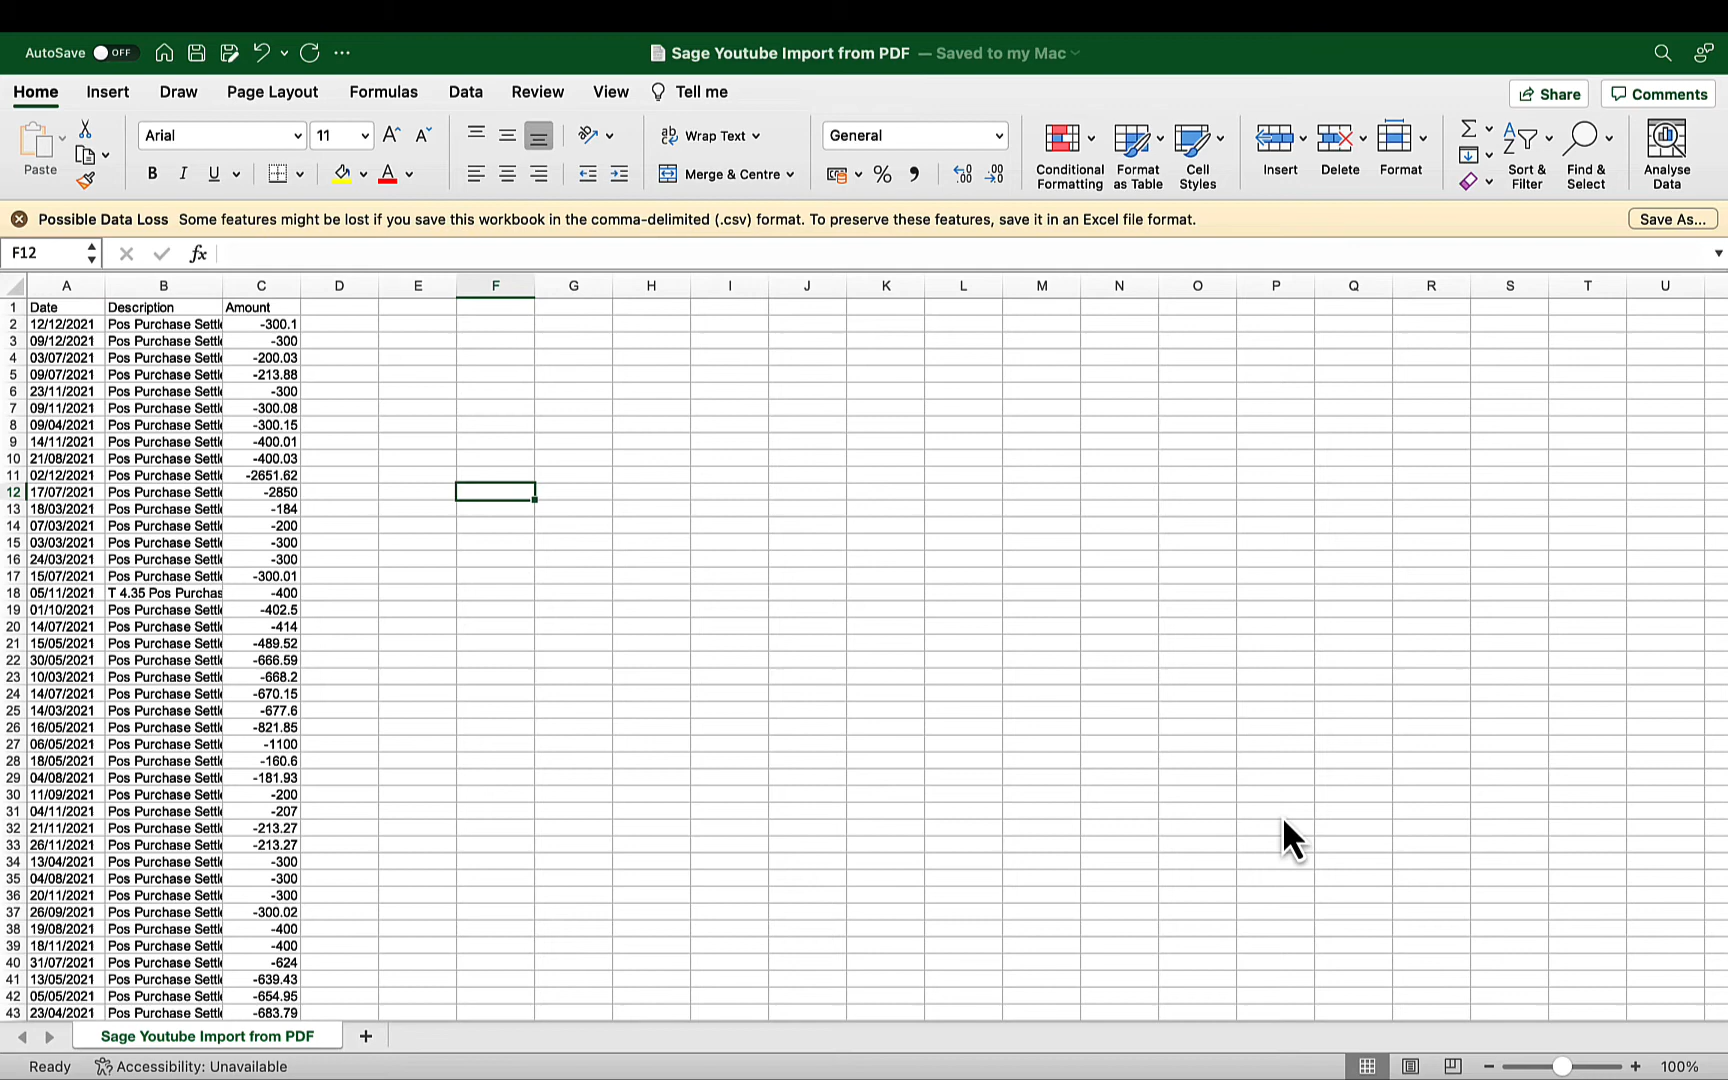 AutoSave OFF Sage Youtube Import from PDF — Saved to my Mac
Home Insert Draw Page Layout Formulas Data Review View Tell me Share Comments
Paste Arial 11 A A Wrap Text General
B I U A Merge & Centre % Conditional Formatting Format as Table Cell Styles Insert Delete Format Sort & Filter Find & Select Analyse Data
Possible Data Loss Some features might be lost if you save this workbook in the comma-delimited (.csv) format. To preserve these features, save it in an Excel file format. Save As...
F12 fx
A B C D E F G H I J K L M N O P Q R S T U
1 Date Description Amount
2 12/12/2021 Pos Purchase Settl -300.1
3 09/12/2021 Pos Purchase Settl -300
4 03/07/2021 Pos Purchase Settl -200.03
5 09/07/2021 Pos Purchase Settl -213.88
6 23/11/2021 Pos Purchase Settl -300
7 09/11/2021 Pos Purchase Settl -300.08
8 09/04/2021 Pos Purchase Settl -300.15
9 14/11/2021 Pos Purchase Settl -400.01
10 21/08/2021 Pos Purchase Settl -400.03
11 02/12/2021 Pos Purchase Settl -2651.62
12 17/07/2021 Pos Purchase Settl -2850
13 18/03/2021 Pos Purchase Settl -184
14 07/03/2021 Pos Purchase Settl -200
15 03/03/2021 Pos Purchase Settl -300
16 24/03/2021 Pos Purchase Settl -300
17 15/07/2021 Pos Purchase Settl -300.01
18 05/11/2021 T 4.35 Pos Purchas -400
19 01/10/2021 Pos Purchase Settl -402.5
20 14/07/2021 Pos Purchase Settl -414
21 15/05/2021 Pos Purchase Settl -489.52
22 30/05/2021 Pos Purchase Settl -666.59
23 10/03/2021 Pos Purchase Settl -668.2
24 14/07/2021 Pos Purchase Settl -670.15
25 14/03/2021 Pos Purchase Settl -677.6
26 16/05/2021 Pos Purchase Settl -821.85
27 06/05/2021 Pos Purchase Settl -1100
28 18/05/2021 Pos Purchase Settl -160.6
29 04/08/2021 Pos Purchase Settl -181.93
30 11/09/2021 Pos Purchase Settl -200
31 04/11/2021 Pos Purchase Settl -207
32 21/11/2021 Pos Purchase Settl -213.27
33 26/11/2021 Pos Purchase Settl -213.27
34 13/04/2021 Pos Purchase Settl -300
35 04/08/2021 Pos Purchase Settl -300
36 20/11/2021 Pos Purchase Settl -300
37 26/09/2021 Pos Purchase Settl -300.02
38 19/08/2021 Pos Purchase Settl -400
39 18/11/2021 Pos Purchase Settl -400
40 31/07/2021 Pos Purchase Settl -624
41 13/05/2021 Pos Purchase Settl -639.43
42 05/05/2021 Pos Purchase Settl -654.95
43 23/04/2021 Pos Purchase Settl -683.79
Sage Youtube Import from PDF +
Ready Accessibility: Unavailable 100%